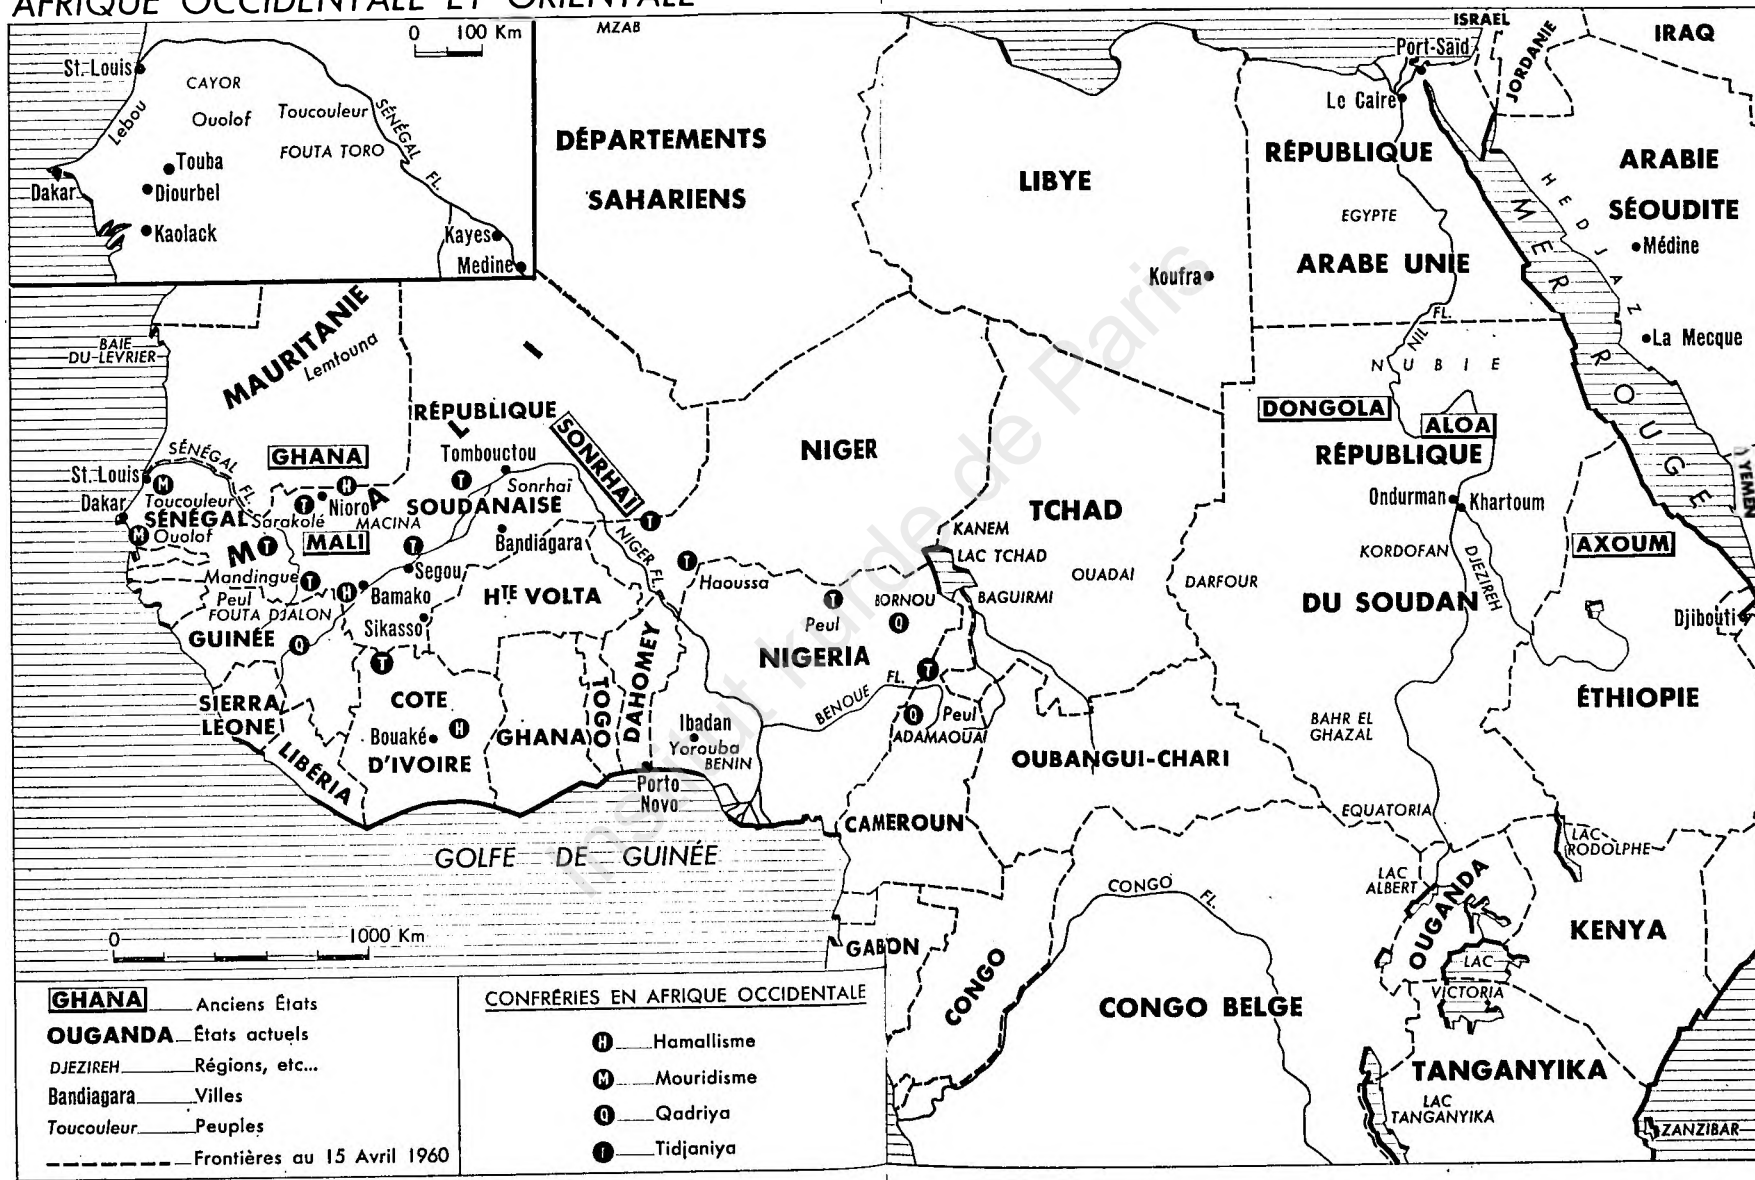 AFRIQUE OCCIDENTALE ET ORIENTALE
0 100 Km
St. Louis
CAYOR
Lebou
Ouolof
Toucouleur
SÉNÉGAL
FL.
FOUTA TORO
Touba
Dakar
Diourbel
Kaolack
Kayes
Medine
MZAB
DÉPARTEMENTS
SAHARIENS
LIBYE
Koufra
ISRAEL
Port-Said
JORDANIE
IRAQ
Le Caire
RÉPUBLIQUE
EGYPTE
ARABE UNIE
ARABIE
SÉOUDITE
HEDJAZ
Médine
La Mecque
MER ROUGE
NIL
FL.
NUBIE
YEMEN
BAIE
DU-LEVRIER
MAURITANIE
Lemtouna
RÉPUBLIQUE
SOUDANAISE
MALI
GHANA
SONRHAÏ
Tombouctou
Sonrhaï
SÉNÉGAL
FL.
St. Louis
Dakar
M
Toucouleur
SÉNÉGAL
M
Ouolof
T
Nioro
H
Sarakolé
MACINA
T
MALI
T
T
Segou
Bandiágara
T
NIGER FL.
T
Haoussa
Mandingue
T
H
Bamako
Peul
FOUTA DJALON
GUINÉE
Q
Sikasso
HTE VOLTA
T
SIERRA
LEONE
LIBÉRIA
COTE
Bouaké
H
D'IVOIRE
GHANA
TOGO
DAHOMEY
Ibadan
Yorouba
BENIN
Porto
Novo
NIGER
T
Peul
BORNOU
Q
NIGERIA
BENOUE
FL.
T
Q
Peul
ADAMAOUA
CAMEROUN
TCHAD
KANEM
LAC TCHAD
OUADAI
BAGUIRMI
DARFOUR
OUBANGUI-CHARI
DONGOLA
ALOA
RÉPUBLIQUE
Ondurman
Khartoum
KORDOFAN
DJEZIREH
DU SOUDAN
AXOUM
Djibouti
ÉTHIOPIE
BAHR EL
GHAZAL
EQUATORIA
LAC
RODOLPHE
LAC
ALBERT
OUGANDA
KENYA
LAC
VICTORIA
TANGANYIKA
LAC
TANGANYIKA
ZANZIBAR
CONGO
FL.
CONGO BELGE
CONGO
GABON
GOLFE DE GUINÉE
0 1000 Km
GHANA Anciens États
OUGANDA États actuels
DJEZIREH Régions, etc...
Bandiagara Villes
Toucouleur Peuples
Frontières au 15 Avril 1960
CONFRÉRIES EN AFRIQUE OCCIDENTALE
H Hamallisme
M Mouridisme
Q Qadriya
T Tidjaniya
Institut kurde de Paris